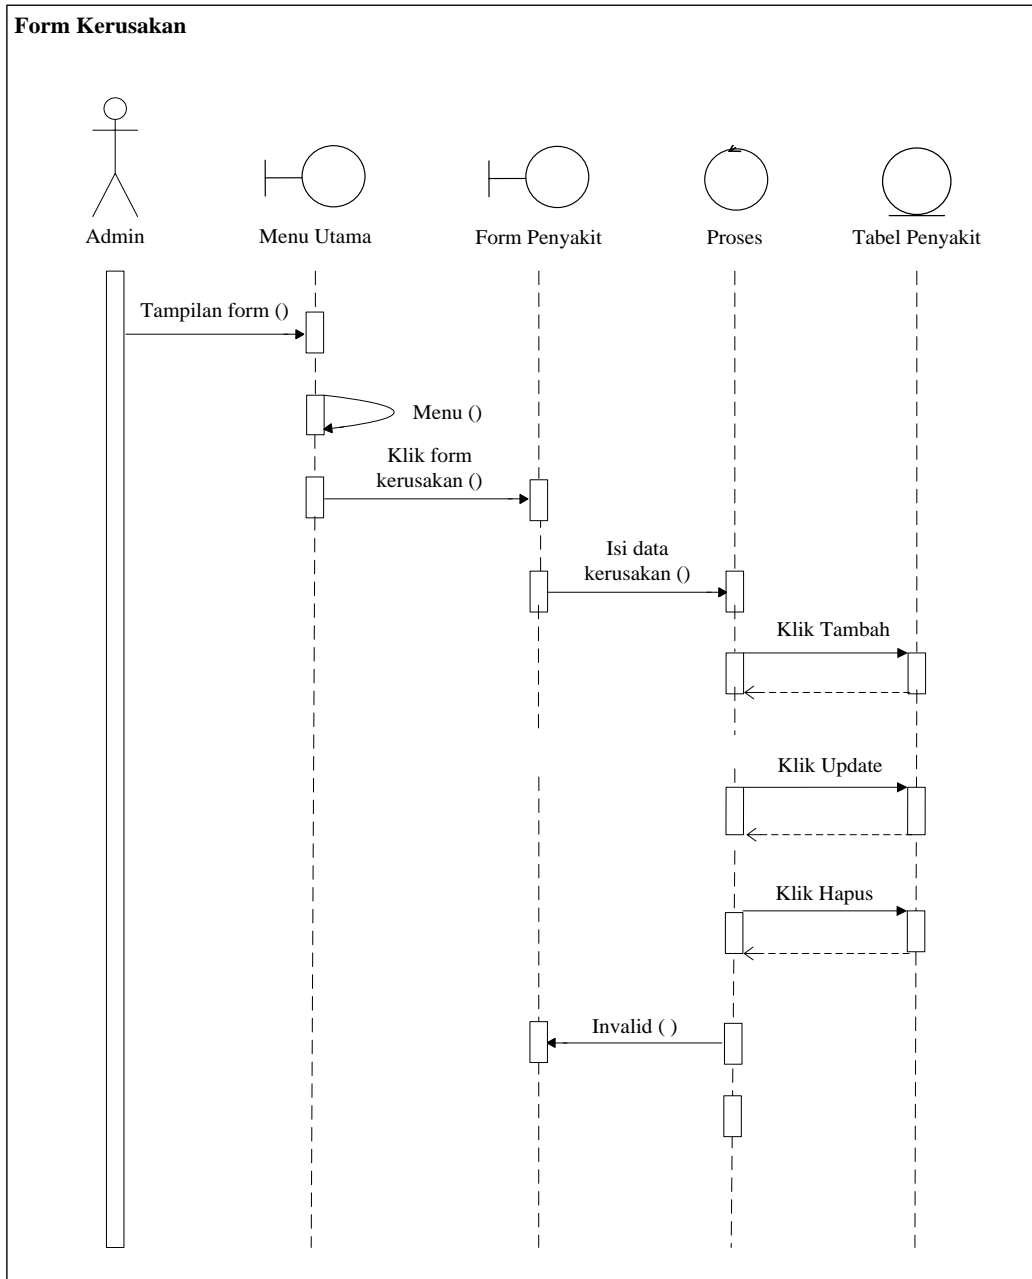 Form Kerusakan
Admin
Menu Utama
Form Penyakit
Proses
Tabel Penyakit
Tampilan form ()
Menu ()
Klik form
kerusakan ()
Isi data
kerusakan ()
Klik Tambah
Klik Update
Klik Hapus
Invalid ( )